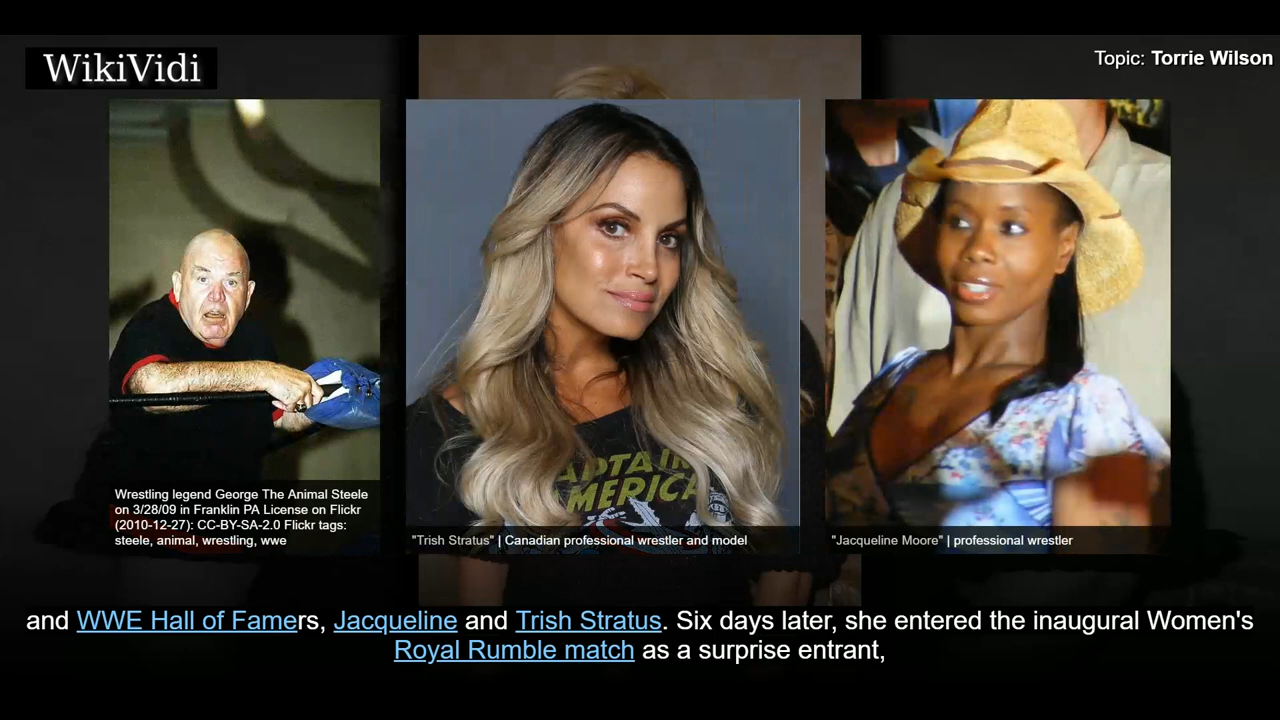 WikiVidi
Topic: Torrie Wilson
Wrestling legend George The Animal Steele
on 3/28/09 in Franklin PA License on Flickr
(2010-12-27): CC-BY-SA-2.0 Flickr tags:
steele, animal, wrestling, wwe
CAPTAIN
AMERICA
"Trish Stratus" | Canadian professional wrestler and model
"Jacqueline Moore" | professional wrestler
and WWE Hall of Famers, Jacqueline and Trish Stratus. Six days later, she entered the inaugural Women's
Royal Rumble match as a surprise entrant,